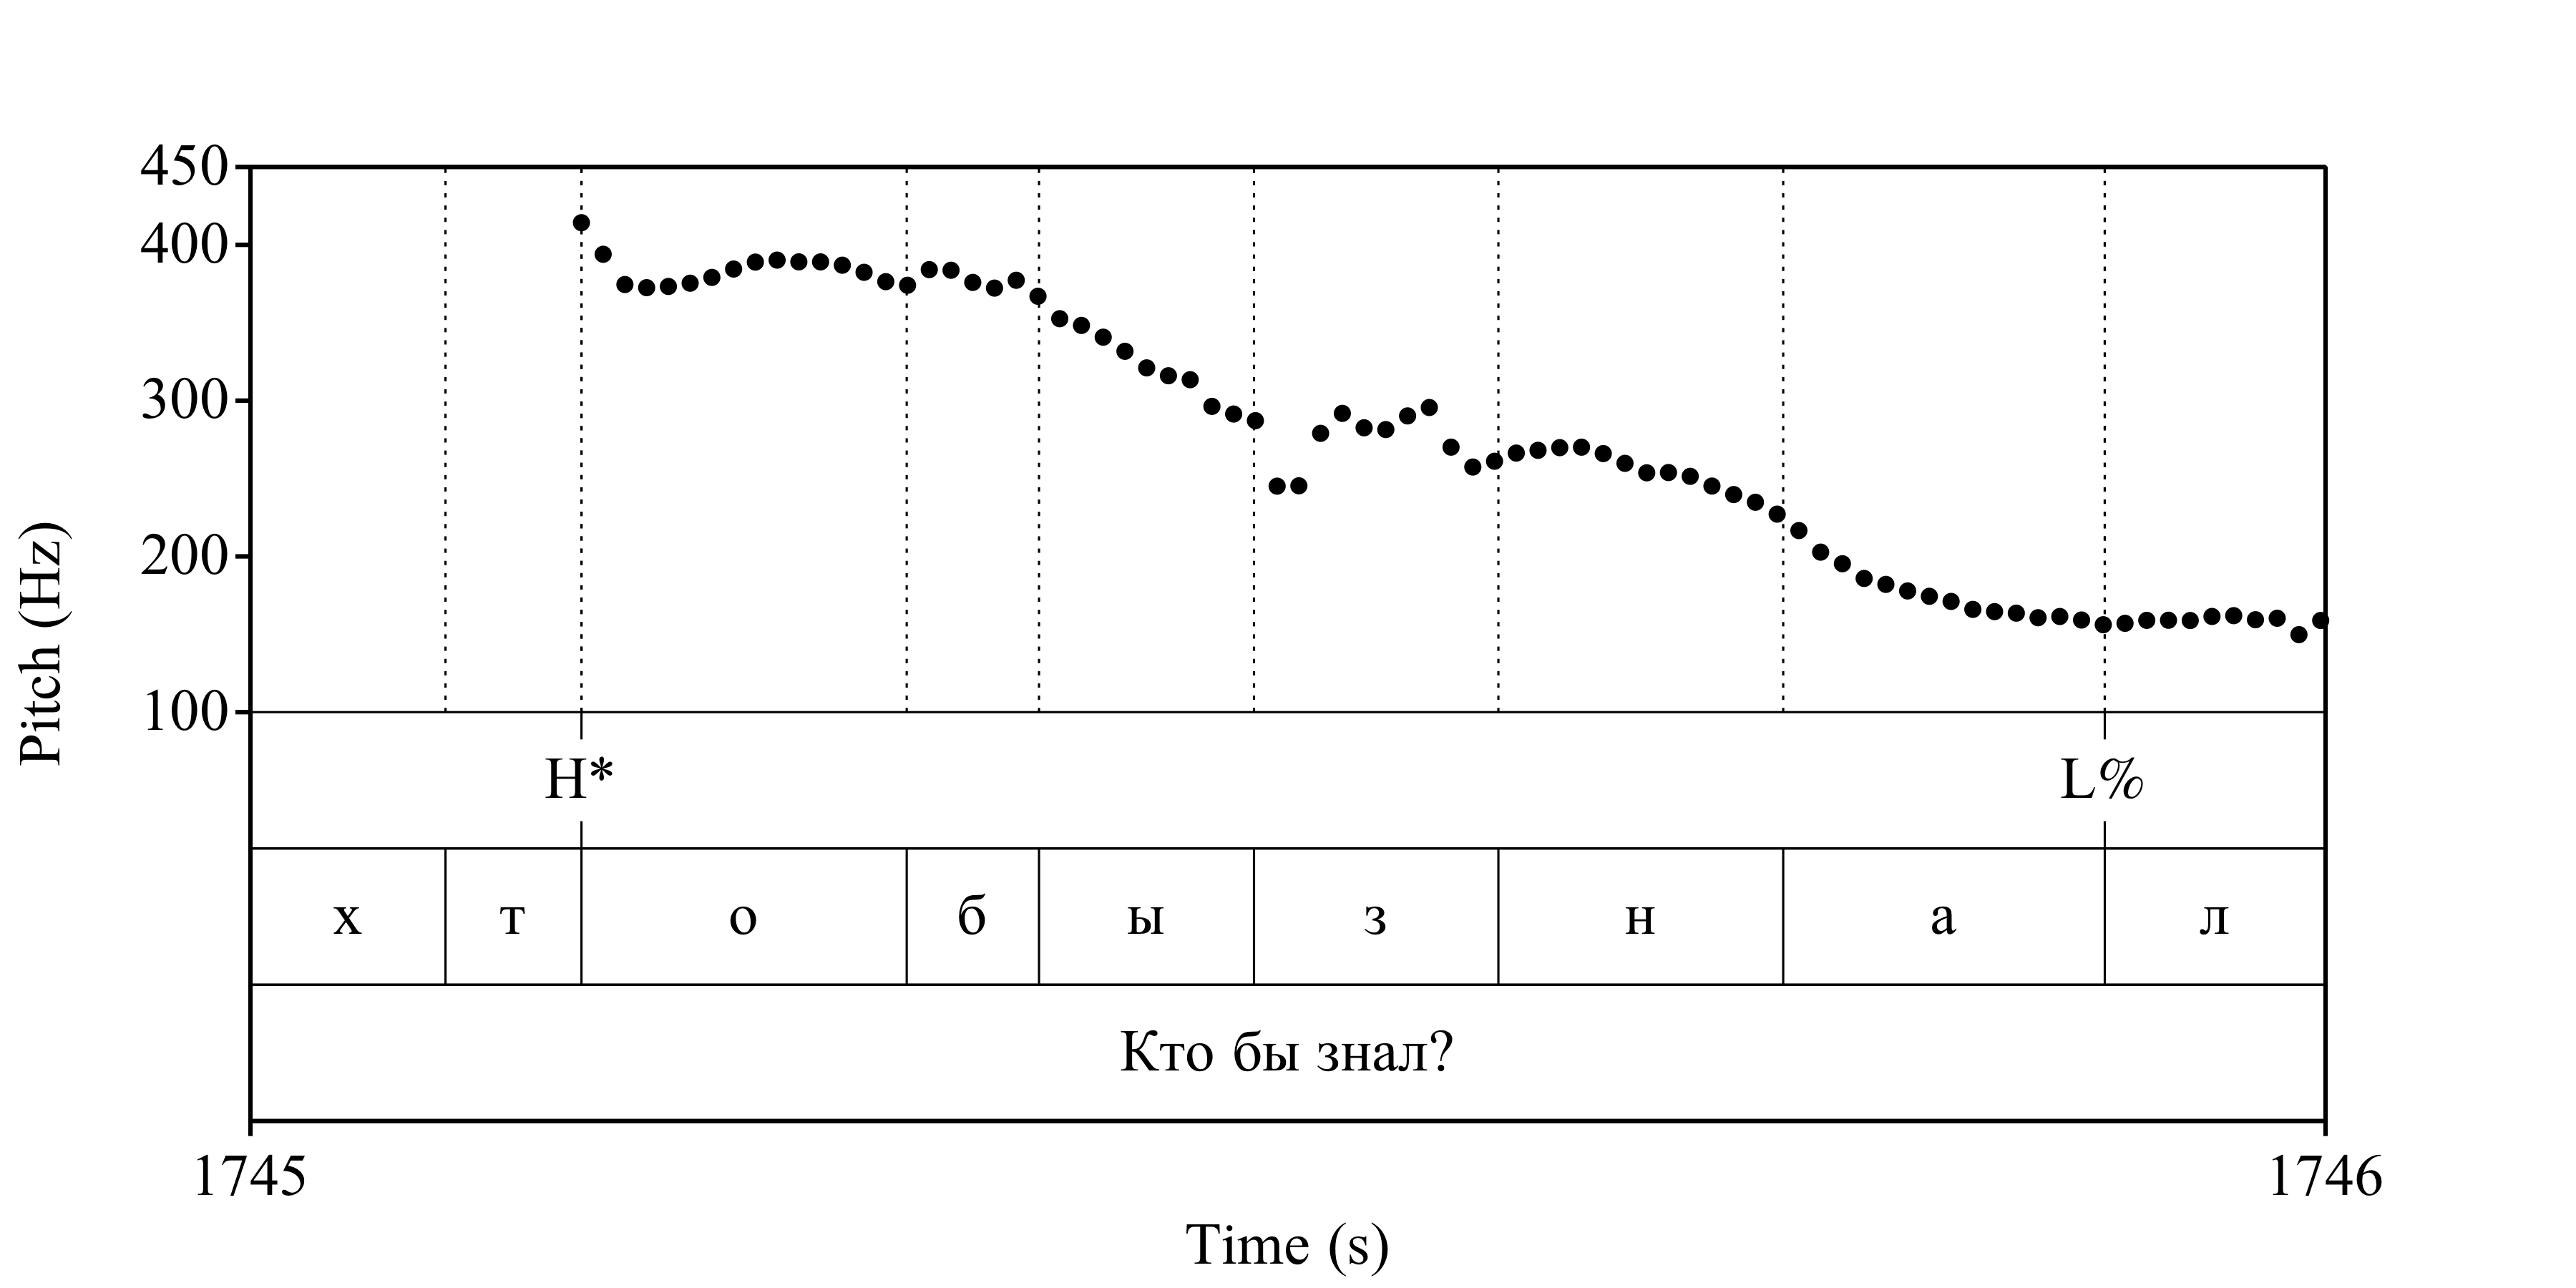 450
400
300
200
100
Pitch (Hz)
H* L%
х т о б ы з н а л
Кто бы знал?
1745 1746
Time (s)